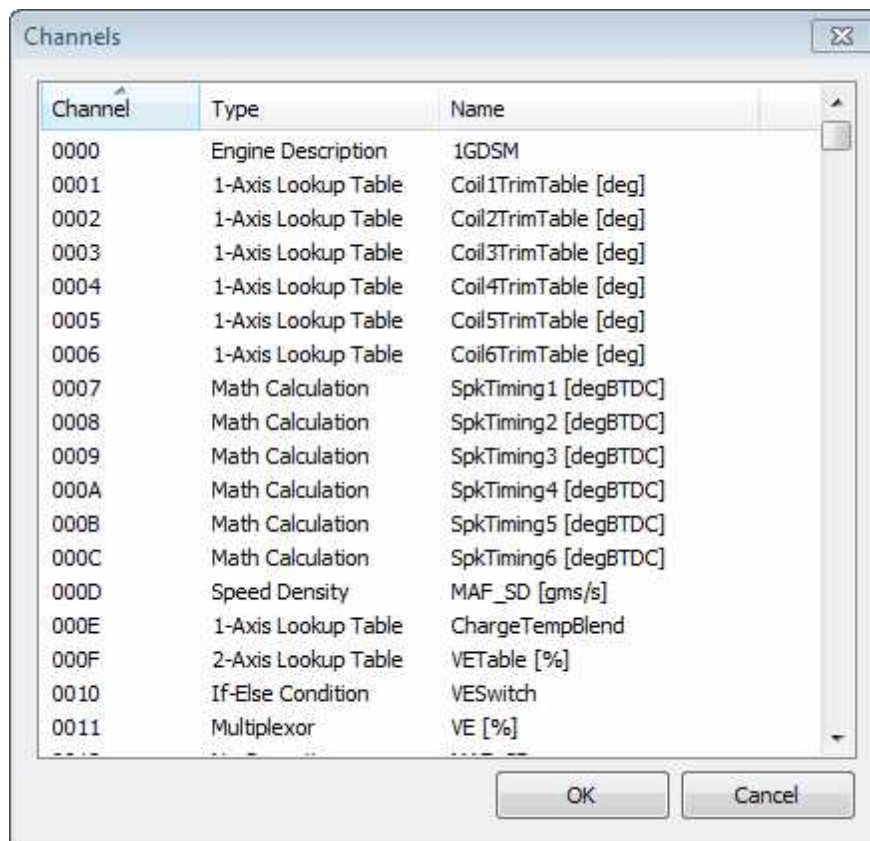 Channels
Channel Type Name
0000 Engine Description 1GDSM
0001 1-Axis Lookup Table Coil1TrimTable [deg]
0002 1-Axis Lookup Table Coil2TrimTable [deg]
0003 1-Axis Lookup Table Coil3TrimTable [deg]
0004 1-Axis Lookup Table Coil4TrimTable [deg]
0005 1-Axis Lookup Table Coil5TrimTable [deg]
0006 1-Axis Lookup Table Coil6TrimTable [deg]
0007 Math Calculation SpkTiming1 [degBTDC]
0008 Math Calculation SpkTiming2 [degBTDC]
0009 Math Calculation SpkTiming3 [degBTDC]
000A Math Calculation SpkTiming4 [degBTDC]
000B Math Calculation SpkTiming5 [degBTDC]
000C Math Calculation SpkTiming6 [degBTDC]
000D Speed Density MAF_SD [gms/s]
000E 1-Axis Lookup Table ChargeTempBlend
000F 2-Axis Lookup Table VETable [%]
0010 If-Else Condition VESwitch
0011 Multiplexor VE [%]
OK Cancel